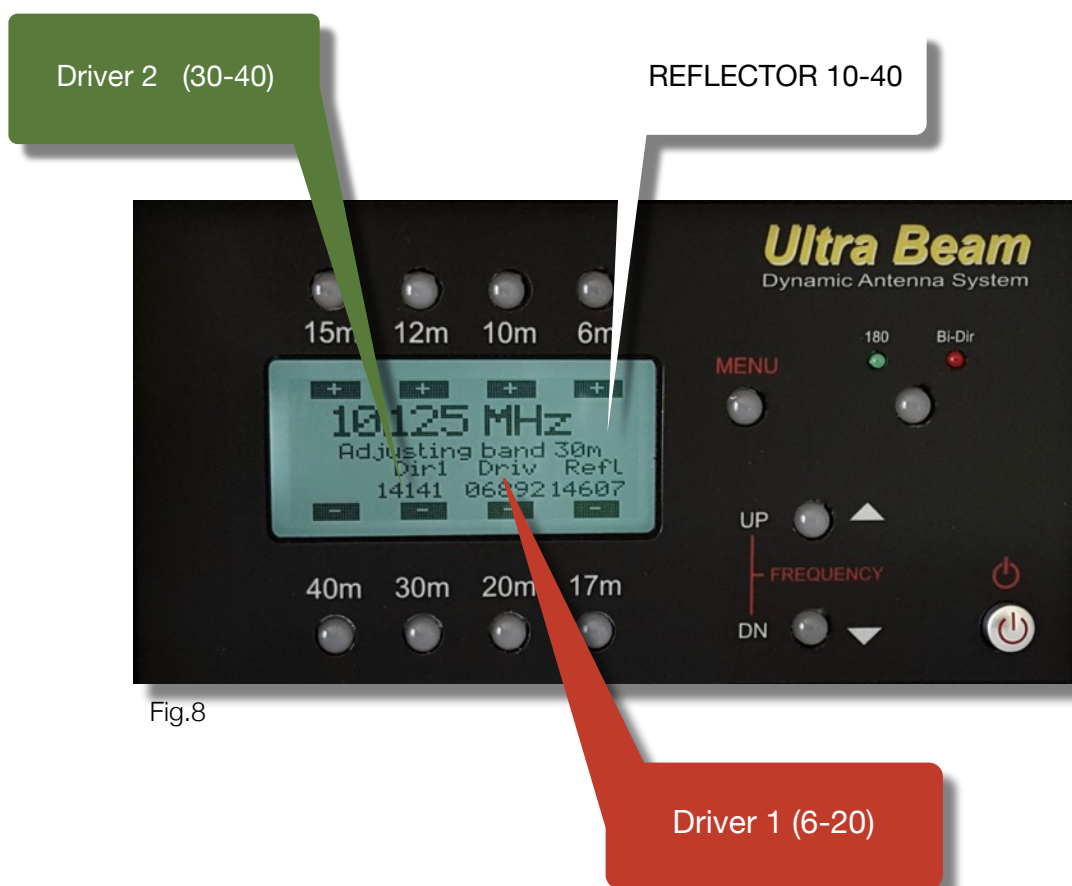 Driver 2 (30-40)
REFLECTOR 10-40
Ultra Beam
Dynamic Antenna System
15m 12m 10m 6m
180 Bi-Dir
MENU
+ + + +
10.125 MHz
Adjusting band 30m
Dir1 Driv Refl
14141 06892 14607
- - - -
UP
FREQUENCY
DN
40m 30m 20m 17m
Fig.8
Driver 1 (6-20)